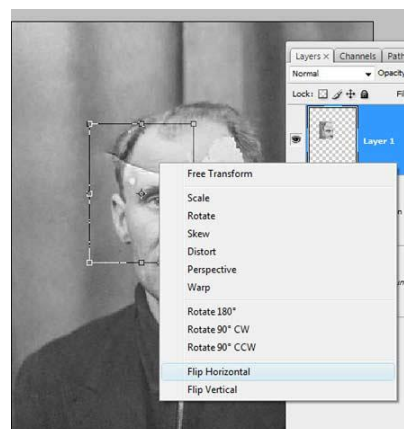 Layers × Channels Path
Normal Opacity
Lock: Fi
Layer 1
Free Transform
Scale
Rotate
Skew
Distort
Perspective
Warp
Rotate 180°
Rotate 90° CW
Rotate 90° CCW
Flip Horizontal
Flip Vertical